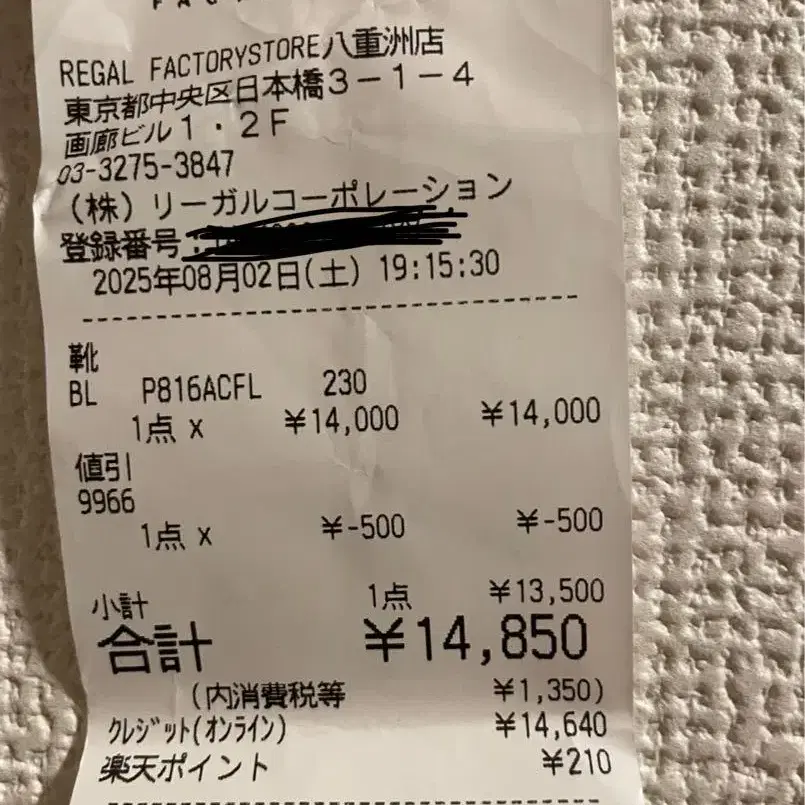 REGAL FACTORYSTORE八重洲店
東京都中央区日本橋3-1-4
画廊ビル1・2F
03-3275-3847
(株)リーガルコーポレーション
登録番号:
2025年08月02日(土) 19:15:30
靴
BL P816ACFL 230
1点 x ¥14,000 ¥14,000
値引
9966
1点 x ¥-500 ¥-500
小計 1点 ¥13,500
合計 ¥14,850
(内消費税等 ¥1,350)
クレジット(オンライン) ¥14,640
楽天ポイント ¥210